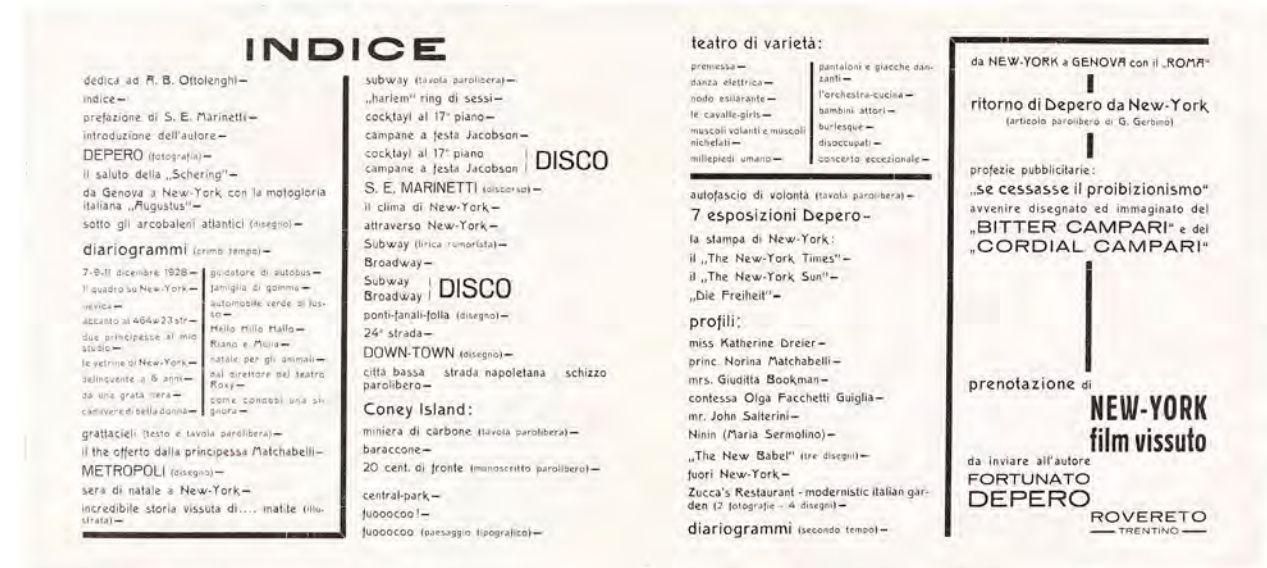 INDICE
dedica ad A. B. Ottolenghi—
indice—
prefazione di S. E. Marinetti—
introduzione dell'autore—
DEPERO (fotografia)—
il saluto della „Schering"—
da Genova a New-York con la motogloria
italiana „Augustus"—
sotto gli arcobaleni atlantici (disegno)—
diariogrammi (primo tempo)—
7-9-11 dicembre 1928—
Il quadro su New-York—
nevica—
accanto al 464w23str—
due principesse al mio
studio—
le vetrine di New-York—
delinquente a 6 anni—
da una grata nera—
cadavere di bella donna—
guidatore di autobus—
famiglia di gomma—
automobile verde di lus-
so—
Hello Hillo Hallo—
Riano e Mulia—
natale per gli animali—
dal direttore del teatro
Roxy—
come conobbi una si-
gnora—
grattacieli (testo e tavola parolibera)—
il the offerto dalla principessa Matchabelli—
METROPOLI (disegno)—
sera di natale a New-York—
incredibile storia vissuta di.... matite (illu-
strata)—
subway (tavola parolibera)—
„harlem" ring di sessi—
cocktayl al 17° piano—
campane a festa Jacobson—
cocktayl al 17° piano
campane a festa Jacobson
DISCO
S. E. MARINETTI (discorso)—
il clima di New-York—
attraverso New-York—
Subway (lirica rumorista)—
Broadway—
Subway
Broadway
DISCO
ponti-fanali-folla (disegno)—
24ª strada—
DOWN-TOWN (disegno)—
città bassa strada napoletana schizzo
parolibero—
Coney Island:
miniera di carbone (tavola parolibera)—
baraccone—
20 cent. di fronte (manoscritto parolibero)—
central-park—
fuoocoo!—
fuoocoo (paesaggio tipografico)—
teatro di varietà:
premessa—
danza elettrica—
nodo esilarante—
le cavalle-girls—
muscoli volanti e muscoli
nichelati—
millepiedi umano—
pantaloni e giacche dan-
zanti—
l'orchestra-cucina—
bambini attori—
burlesque—
disoccupati—
concerto eccezionale—
autofascio di volontà (tavola parolibera)—
7 esposizioni Depero-
la stampa di New-York:
il „The New-York Times"—
il „The New-York Sun"—
„Die Freiheit"—
profili:
miss Katherine Dreier—
princ. Norina Matchabelli—
mrs. Giuditta Bookman—
contessa Olga Facchetti Guiglia—
mr. John Salterini—
Ninin (Maria Sermolino)—
„The New Babel" (tre disegni)—
fuori New-York—
Zucca's Restaurant - modernistic italian gar-
den (2 fotografie - 4 disegni)—
diariogrammi (secondo tempo)—
da NEW-YORK a GENOVA con il „ROMA"
ritorno di Depero da New-York
(articolo parolibero di G. Gerbino)
profezie pubblicitarie:
„se cessasse il proibizionismo"
avvenire disegnato ed immaginato del
„BITTER CAMPARI" e del
„CORDIAL CAMPARI"
prenotazione di
NEW-YORK
film vissuto
da inviare all'autore
FORTUNATO
DEPERO
ROVERETO
— TRENTINO —